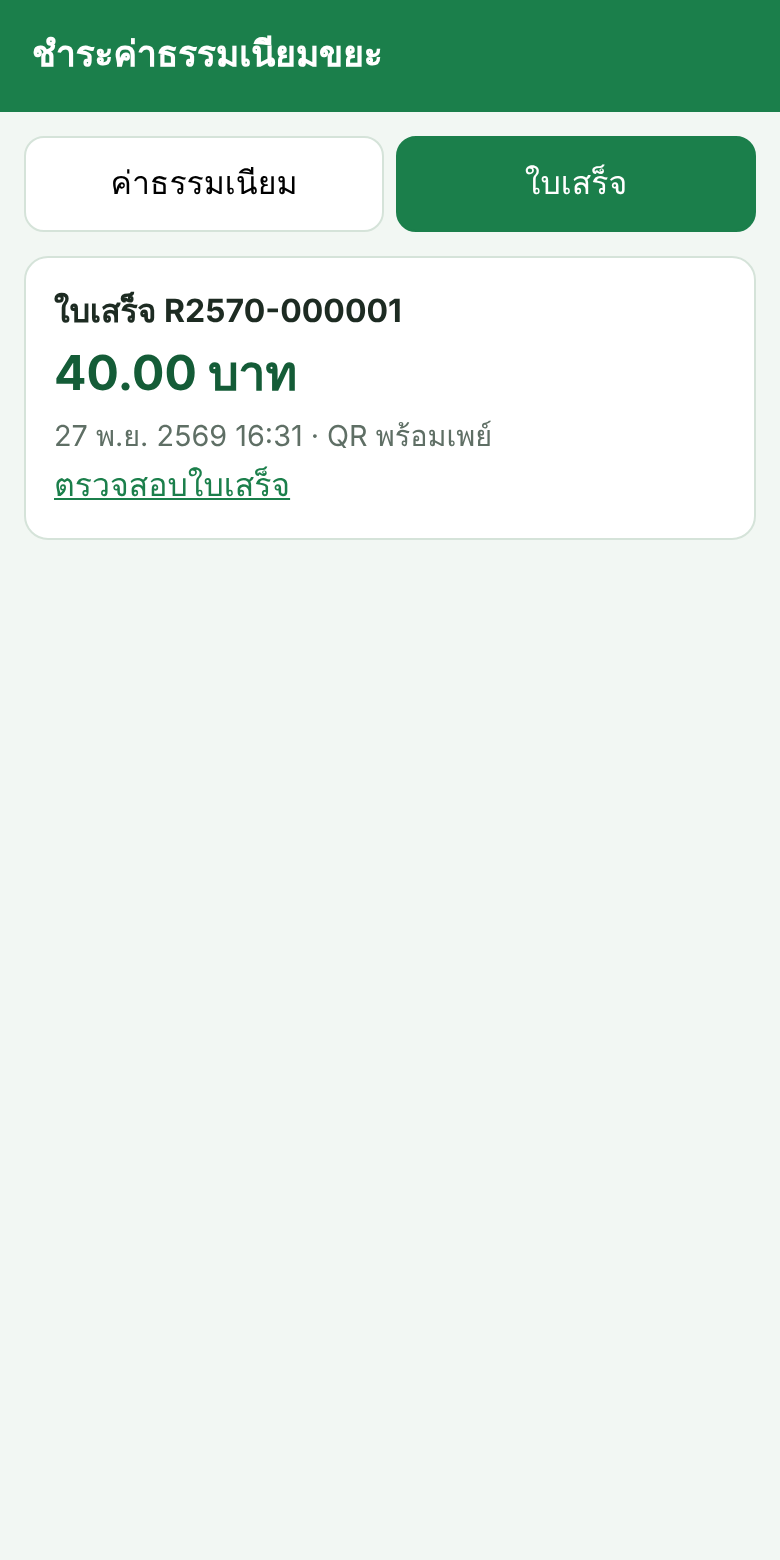 ชำระค่าธรรมเนียมขยะ
ค่าธรรมเนียม
ใบเสร็จ
ใบเสร็จ R2570-000001
40.00 บาท
27 พ.ย. 2569 16:31 · QR พร้อมเพย์
ตรวจสอบใบเสร็จ